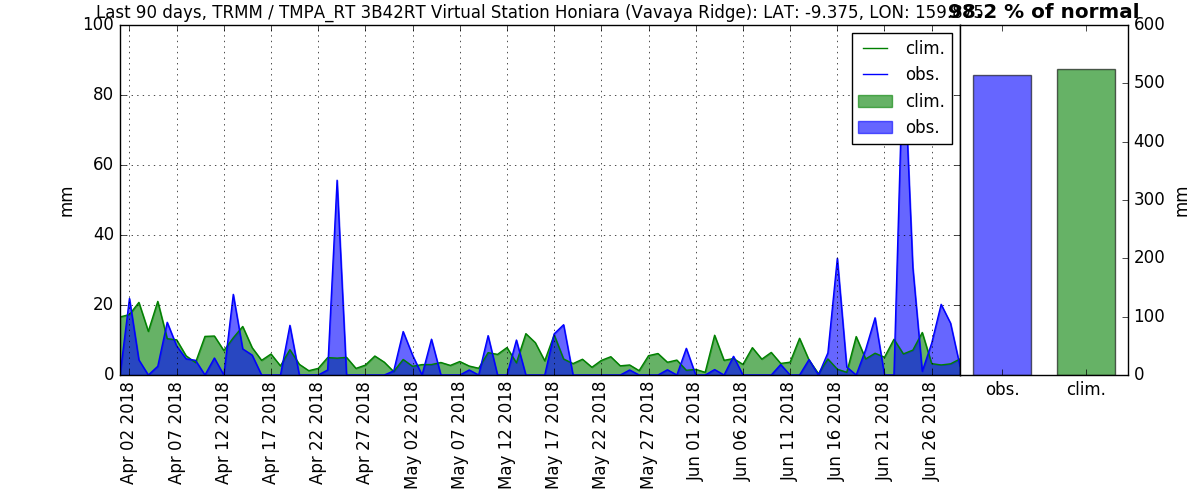 Last 90 days, TRMM / TMPA_RT 3B42RT Virtual Station Honiara (Vavaya Ridge): LAT: -9.375, LON:
98.2 % of normal
100
80
60
40
20
0
mm
clim.
obs.
clim.
obs.
Apr 02 2018
Apr 07 2018
Apr 12 2018
Apr 17 2018
Apr 22 2018
Apr 27 2018
May 02 2018
May 07 2018
May 12 2018
May 17 2018
May 22 2018
May 27 2018
Jun 01 2018
Jun 06 2018
Jun 11 2018
Jun 16 2018
Jun 21 2018
Jun 26 2018
600
500
400
300
200
100
0
mm
obs.
clim.